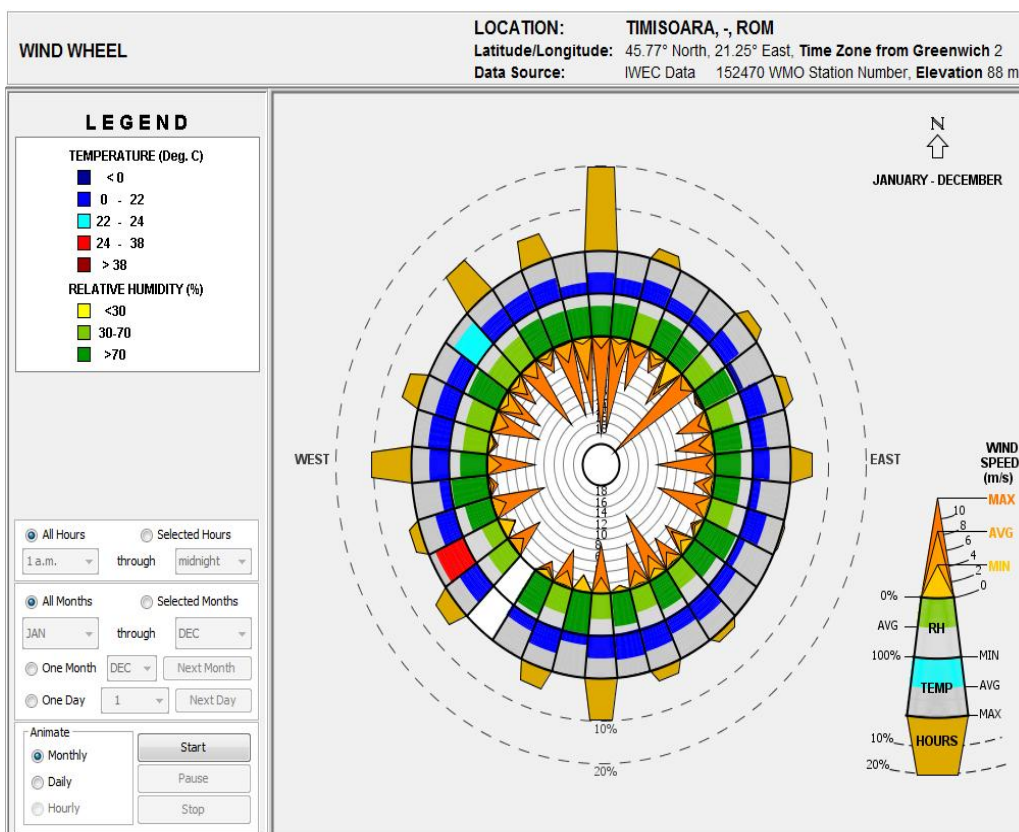 WIND WHEEL
LOCATION: TIMISOARA, -, ROM
Latitude/Longitude: 45.77° North, 21.25° East, Time Zone from Greenwich 2
Data Source: IWEC Data 152470 WMO Station Number, Elevation 88 m
LEGEND
TEMPERATURE (Deg. C)
< 0
0 - 22
22 - 24
24 - 38
> 38
RELATIVE HUMIDITY (%)
<30
30-70
>70
All Hours Selected Hours
1 a.m. through midnight
All Months Selected Months
JAN through DEC
One Month DEC Next Month
One Day 1 Next Day
Animate
Monthly
Daily
Hourly
Start
Pause
Stop
N
JANUARY - DECEMBER
WEST
EAST
18
16
14
12
10
8
6
10%
20%
WIND
SPEED
(m/s)
MAX
10
8 AVG
6
4
MIN
2
0
0%
AVG RH
100% MIN
TEMP AVG
MAX
10% HOURS
20%